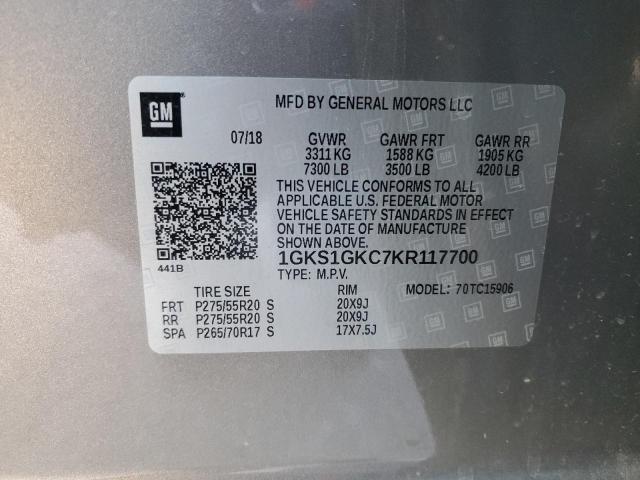 GM
MFD BY GENERAL MOTORS LLC
07/18 GVWR GAWR FRT GAWR RR
3311 KG 1588 KG 1905 KG
7300 LB 3500 LB 4200 LB
THIS VEHICLE CONFORMS TO ALL
APPLICABLE U.S. FEDERAL MOTOR
VEHICLE SAFETY STANDARDS IN EFFECT
ON THE DATE OF MANUFACTURE
SHOWN ABOVE.
441B
1GKS1GKC7KR117700
TYPE: M.P.V. MODEL: 70TC15906
TIRE SIZE RIM
FRT P275/55R20 S 20X9J
RR P275/55R20 S 20X9J
SPA P265/70R17 S 17X7.5J